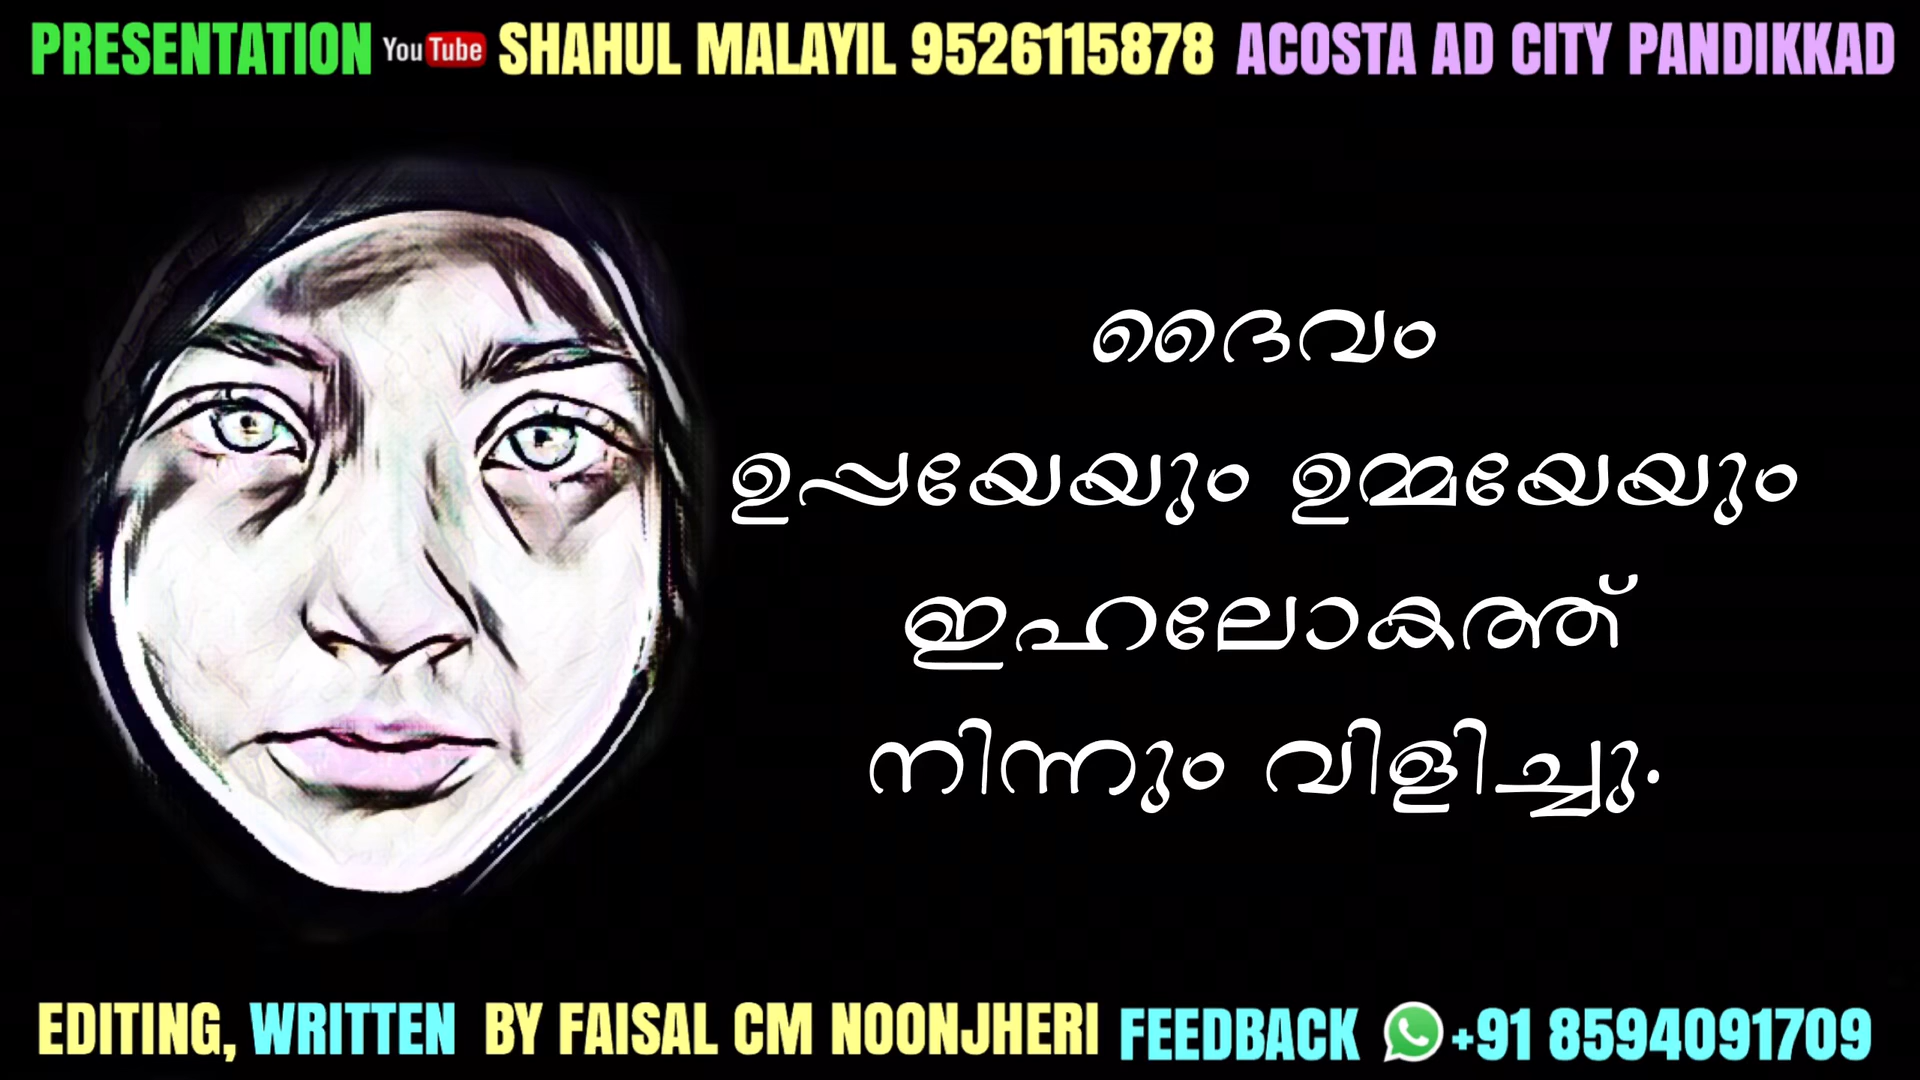 PRESENTATION YouTube SHAHUL MALAYIL 9526115878 ACOSTA AD CITY PANDIKKAD
ദൈവം
ഉപ്പയേയും ഉമ്മയേയും
ഇഹലോകത്ത്
നിന്നും വിളിച്ചു.
EDITING, WRITTEN BY FAISAL CM NOONJHERI FEEDBACK +91 8594091709